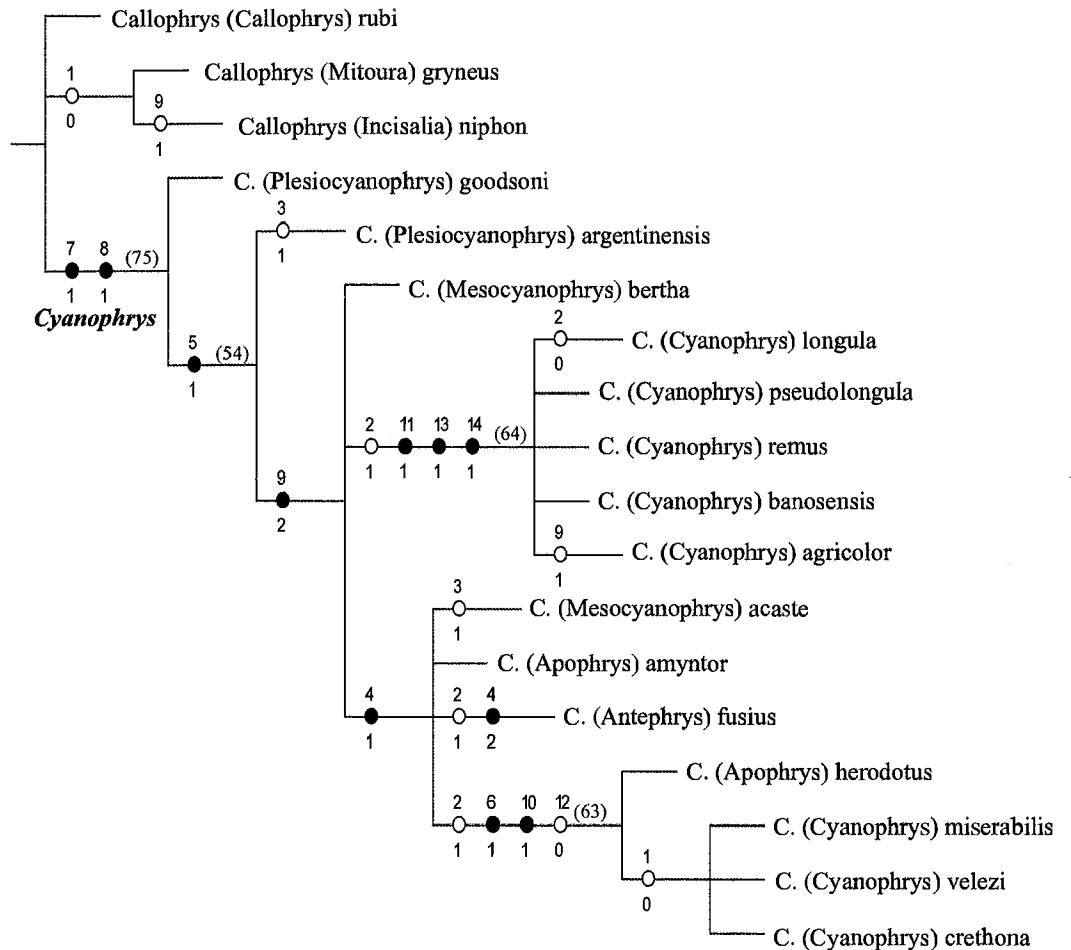 Callophrys (Callophrys) rubi
1
Callophrys (Mitoura) gryneus
0
9
Callophrys (Incisalia) niphon
1
C. (Plesiocyanophrys) goodsoni
3
C. (Plesiocyanophrys) argentinensis
1
7 8 (75)
1 1
Cyanophrys
C. (Mesocyanophrys) bertha
2
C. (Cyanophrys) longula
0
5 (54)
1
C. (Cyanophrys) pseudolongula
2 11 13 14 (64)
C. (Cyanophrys) remus
1 1 1 1
9
2
C. (Cyanophrys) banosensis
9
C. (Cyanophrys) agricolor
1
3
C. (Mesocyanophrys) acaste
1
C. (Apophrys) amyntor
4
1
2 4
C. (Antephrys) fusius
1 2
C. (Apophrys) herodotus
2 6 10 12 (63)
1 1 1 0
C. (Cyanophrys) miserabilis
1
C. (Cyanophrys) velezi
0
C. (Cyanophrys) crethona